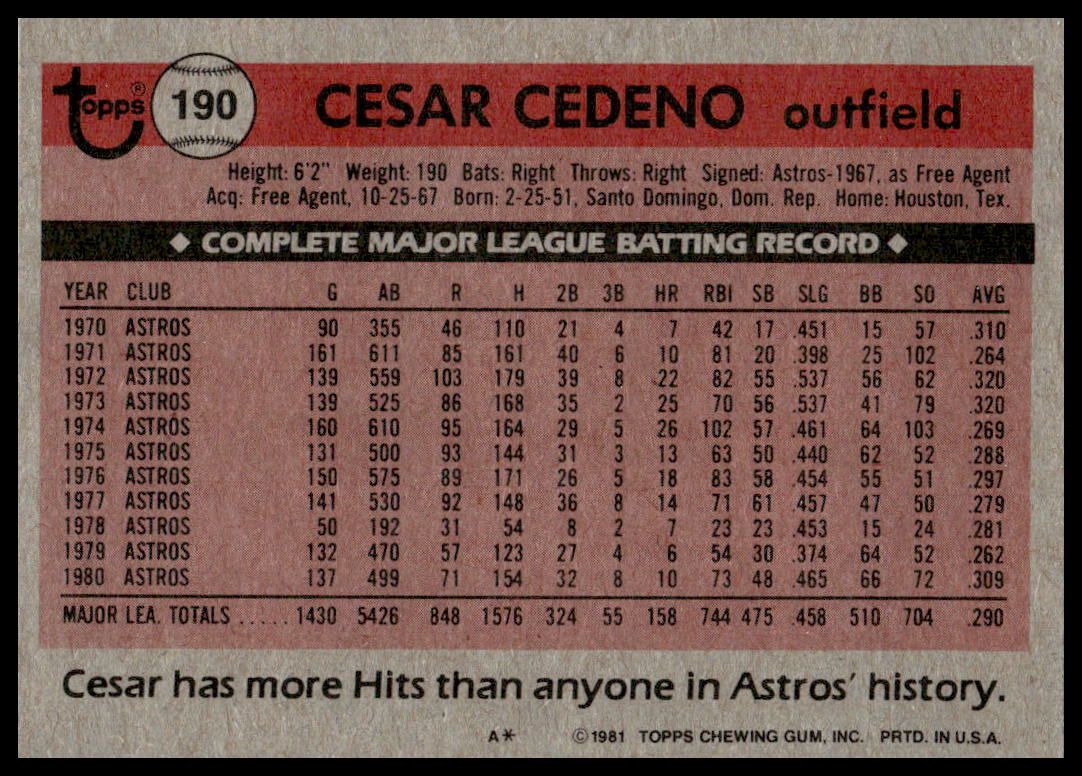 topps® 190 CESAR CEDENO outfield
Height: 6'2" Weight: 190 Bats: Right Throws: Right Signed: Astros-1967, as Free Agent
Acq: Free Agent, 10-25-67 Born: 2-25-51, Santo Domingo, Dom. Rep. Home: Houston, Tex.
◆ COMPLETE MAJOR LEAGUE BATTING RECORD ◆
YEAR CLUB G AB R H 2B 3B HR RBI SB SLG BB SO AVG
1970 ASTROS 90 355 46 110 21 4 7 42 17 .451 15 57 .310
1971 ASTROS 161 611 85 161 40 6 10 81 20 .398 25 102 .264
1972 ASTROS 139 559 103 179 39 8 22 82 55 .537 56 62 .320
1973 ASTROS 139 525 86 168 35 2 25 70 56 .537 41 79 .320
1974 ASTROS 160 610 95 164 29 5 26 102 57 .461 64 103 .269
1975 ASTROS 131 500 93 144 31 3 13 63 50 .440 62 52 .288
1976 ASTROS 150 575 89 171 26 5 18 83 58 .454 55 51 .297
1977 ASTROS 141 530 92 148 36 8 14 71 61 .457 47 50 .279
1978 ASTROS 50 192 31 54 8 2 7 23 23 .453 15 24 .281
1979 ASTROS 132 470 57 123 27 4 6 54 30 .374 64 52 .262
1980 ASTROS 137 499 71 154 32 8 10 73 48 .465 66 72 .309
MAJOR LEA. TOTALS ..... 1430 5426 848 1576 324 55 158 744 475 .458 510 704 .290
Cesar has more Hits than anyone in Astros' history.
A* ©1981 TOPPS CHEWING GUM, INC. PRTD. IN U.S.A.